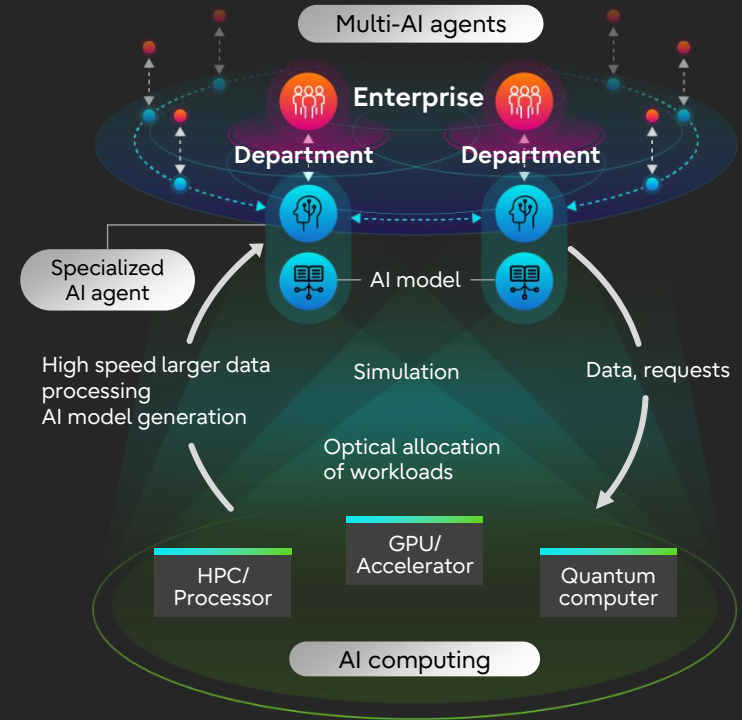 Multi-AI agents
Enterprise
Department
Department
Specialized
AI agent
AI model
High speed larger data
processing
AI model generation
Simulation
Data, requests
Optical allocation
of workloads
HPC/
Processor
GPU/
Accelerator
Quantum
computer
AI computing